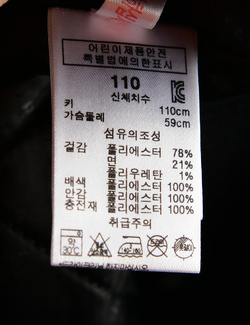 어린이제품안전
특별법에의한표시
110
신체치수
키 110cm
가슴둘레 59cm
섬유의조성
겉감 폴리에스터 78%
면 21%
폴리우레탄 1%
배색 폴리에스터 100%
안감 폴리에스터 100%
충전재 폴리에스터 100%
취급주의
약
30℃